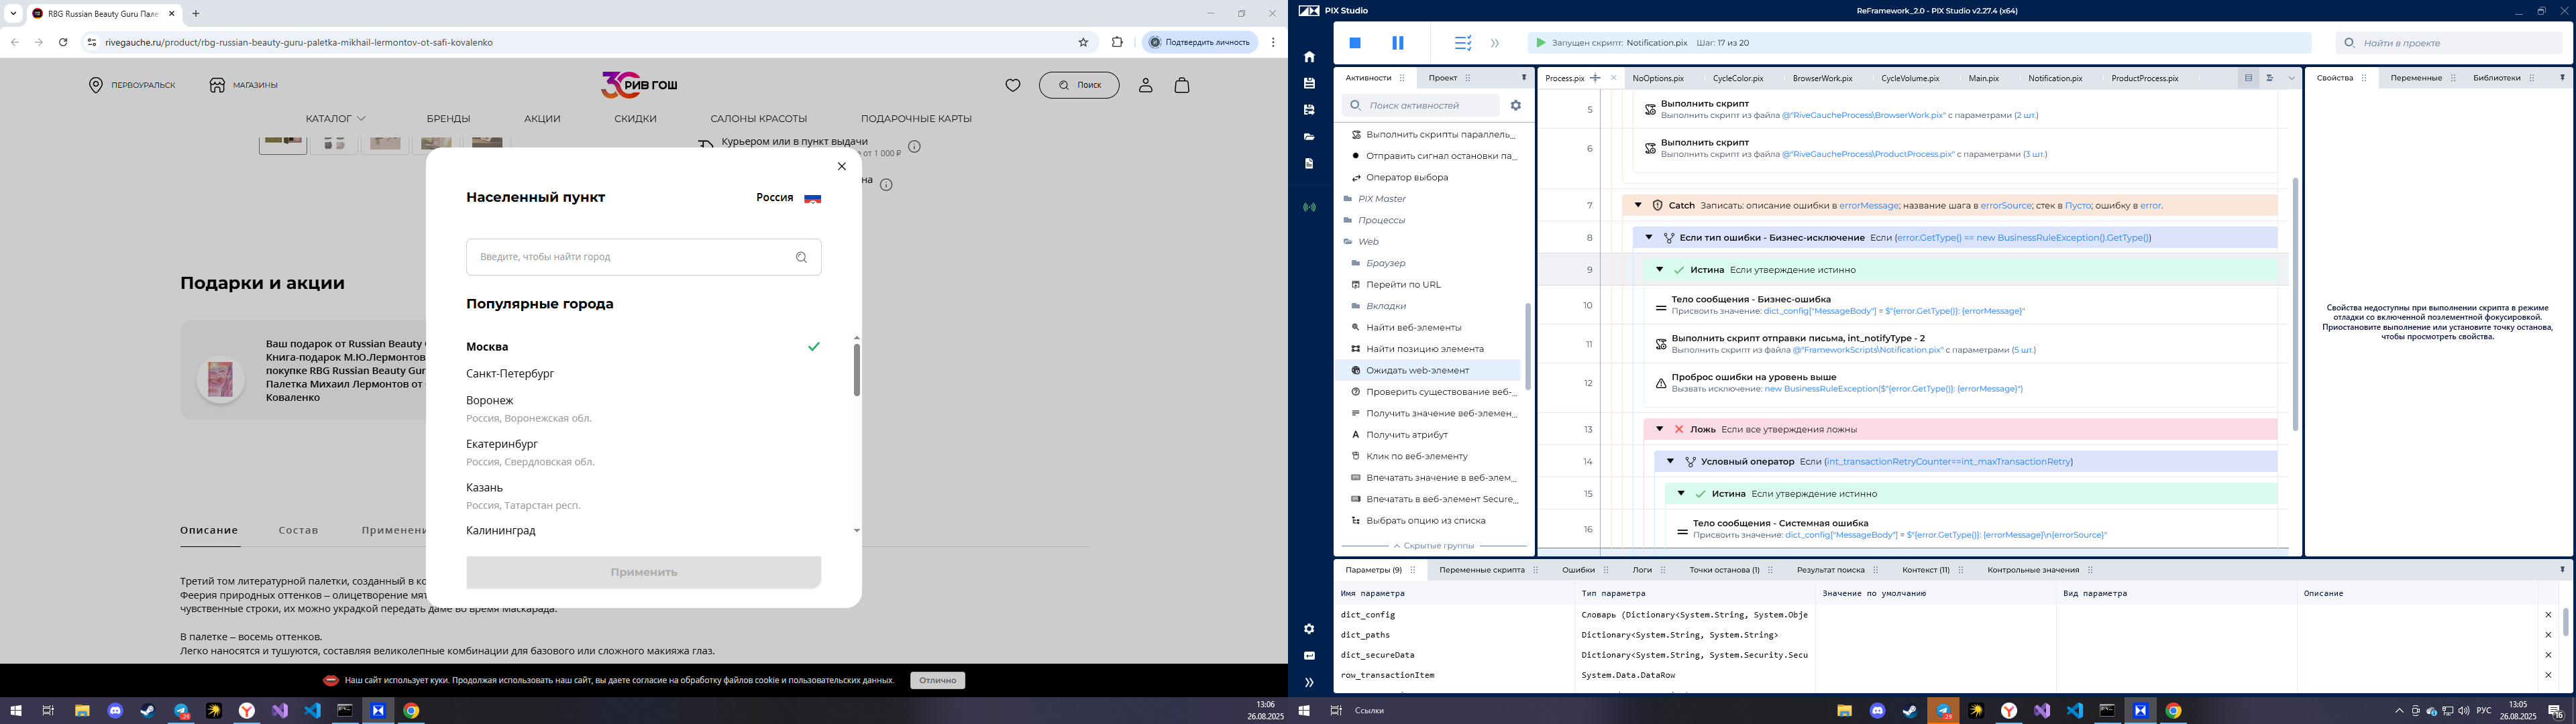 RBG Russian Beauty Guru Пале
rivegauche.ru/product/rbg-russian-beauty-guru-paletka-mikhail-lermontov-ot-safi-kovalenko
Подтвердить личность
ПЕРВОУРАЛЬСК
МАГАЗИНЫ
РИВ ГОШ
Поиск
КАТАЛОГ
БРЕНДЫ
АКЦИИ
СКИДКИ
САЛОНЫ КРАСОТЫ
ПОДАРОЧНЫЕ КАРТЫ
Курьером или в пункт выдачи
от 1 000 ₽
на
Населенный пункт
Россия
Введите, чтобы найти город
Популярные города
Москва
Санкт-Петербург
Воронеж
Россия, Воронежская обл.
Екатеринбург
Россия, Свердловская обл.
Казань
Россия, Татарстан респ.
Калининград
Применить
Подарки и акции
Ваш подарок от Russian Beauty
Книга-подарок М.Ю.Лермонтов
покупке RBG Russian Beauty Gur
Палетка Михаил Лермонтов от
Коваленко
Описание
Состав
Применени
Третий том литературной палетки, созданный в кс
Феерия природных оттенков – олицетворение мят
чувственные строки, их можно украдкой передать даме во время Маскарада.
В палетке – восемь оттенков.
Легко наносятся и тушуются, составляя великолепные комбинации для базового или сложного макияжа глаз.
Наш сайт использует куки. Продолжая использовать наш сайт, вы даете согласие на обработку файлов cookie и пользовательских данных.
Отлично
13:06
26.08.2025
PIX Studio
ReFramework_2.0 - PIX Studio v2.27.4 (x64)
Запущен скрипт: Notification.pix Шаг: 17 из 20
Найти в проекте
Активности
Проект
Поиск активностей
Выполнить скрипты параллель...
Отправить сигнал остановки па...
Оператор выбора
PIX Master
Процессы
Web
Браузер
Перейти по URL
Вкладки
Найти веб-элементы
Найти позицию элемента
Ожидать web-элемент
Проверить существование веб-...
Получить значение веб-элемен...
Получить атрибут
Клик по веб-элементу
Впечатать значение в веб-элем...
Впечатать в веб-элемент Secure...
Выбрать опцию из списка
Скрытые группы
Process.pix
NoOptions.pix
CycleColor.pix
BrowserWork.pix
CycleVolume.pix
Main.pix
Notification.pix
ProductProcess.pix
5
Выполнить скрипт
Выполнить скрипт из файла @"RiveGaucheProcess\BrowserWork.pix" с параметрами (2 шт.)
6
Выполнить скрипт
Выполнить скрипт из файла @"RiveGaucheProcess\ProductProcess.pix" с параметрами (3 шт.)
7
Catch Записать: описание ошибки в errorMessage; название шага в errorSource; стек в Пусто; ошибку в error.
8
Если тип ошибки - Бизнес-исключение Если (error.GetType() == new BusinessRuleException().GetType())
9
Истина Если утверждение истинно
10
Тело сообщения - Бизнес-ошибка
Присвоить значение: dict_config["MessageBody"] = $"{error.GetType()}: {errorMessage}"
11
Выполнить скрипт отправки письма, int_notifyType - 2
Выполнить скрипт из файла @"FrameworkScripts\Notification.pix" с параметрами (5 шт.)
12
Проброс ошибки на уровень выше
Вызвать исключение: new BusinessRuleException($"{error.GetType()}: {errorMessage}")
13
Ложь Если все утверждения ложны
14
Условный оператор Если (int_transactionRetryCounter==int_maxTransactionRetry)
15
Истина Если утверждение истинно
16
Тело сообщения - Системная ошибка
Присвоить значение: dict_config["MessageBody"] = $"{error.GetType()}: {errorMessage}\n{errorSource}"
Свойства
Переменные
Библиотеки
Свойства недоступны при выполнении скрипта в режиме
отладки со включенной поэлементной фокусировкой.
Приостановите выполнение или установите точку останова,
чтобы просмотреть свойства.
Параметры (9)
Переменные скрипта
Ошибки
Логи
Точки останова (1)
Результат поиска
Контекст (11)
Контрольные значения
Имя параметра
Тип параметра
Значение по умолчанию
Вид параметра
Описание
dict_config
Словарь (Dictionary<System.String, System.Obje
dict_paths
Dictionary<System.String, System.String>
dict_secureData
Dictionary<System.String, System.Security.Secu
row_transactionItem
System.Data.DataRow
Ссылки
РУС
13:05
26.08.2025